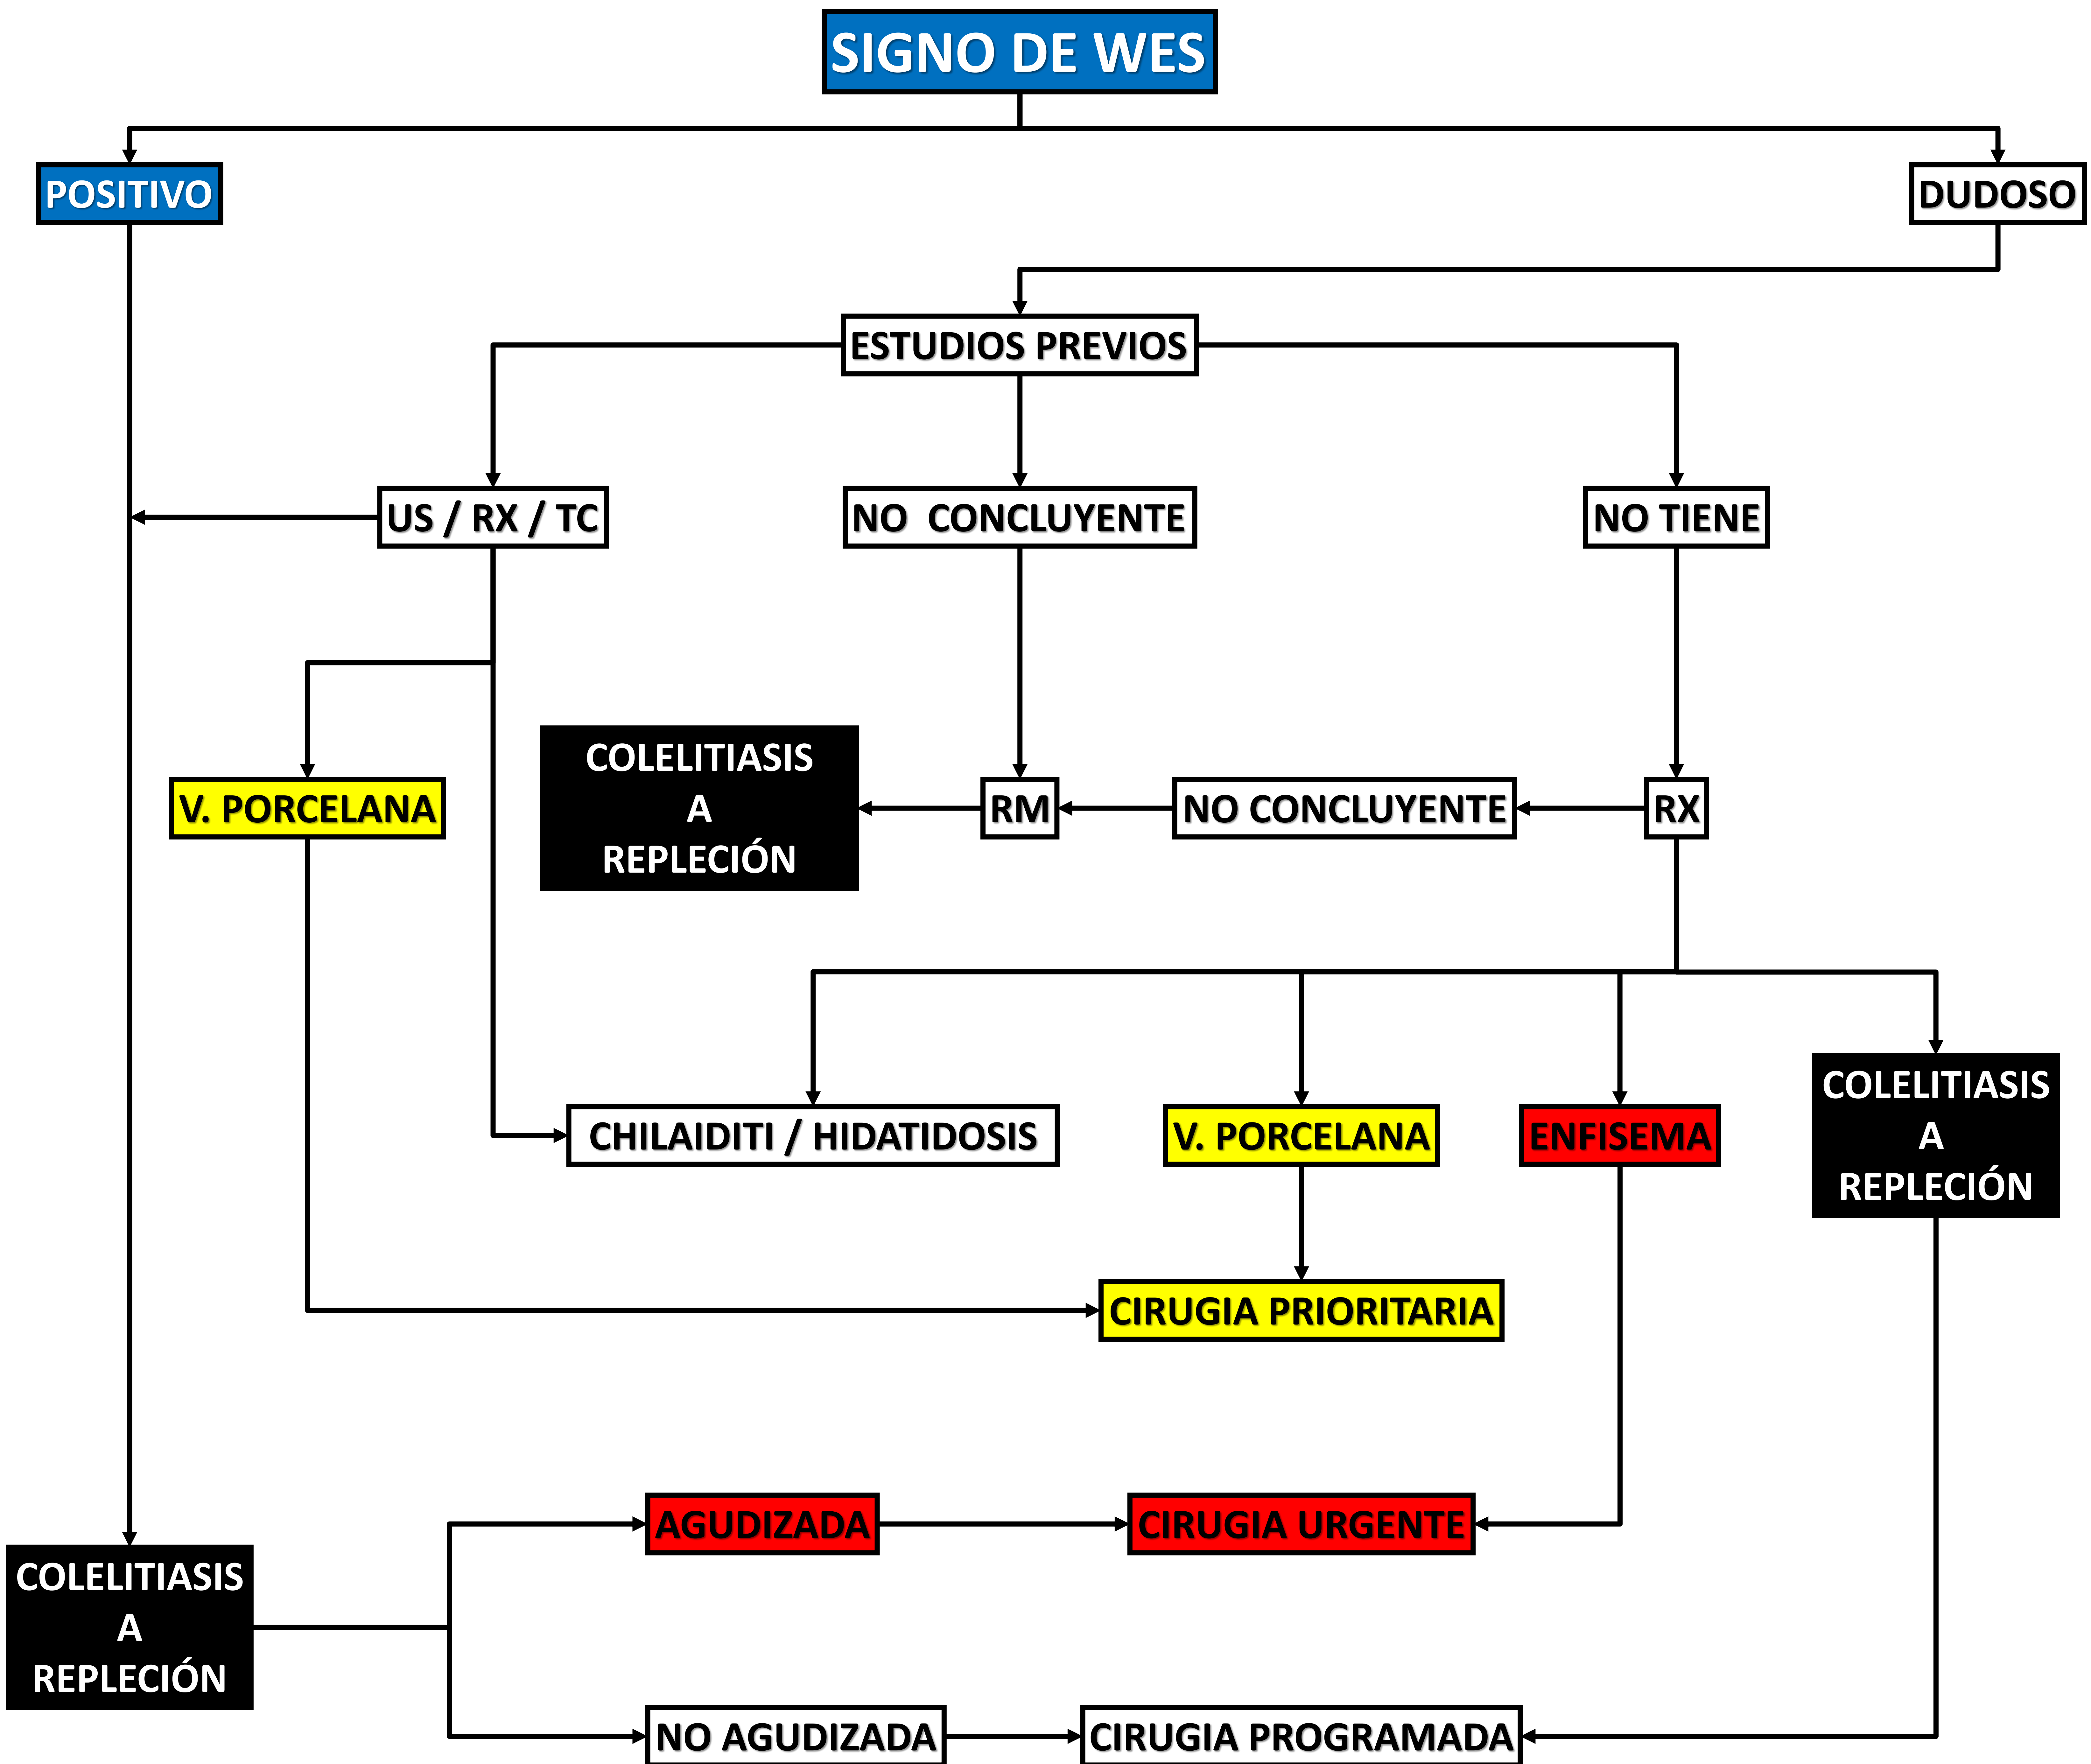 SIGNO DE WES
POSITIVO
DUDOSO
ESTUDIOS PREVIOS
US / RX / TC
NO CONCLUYENTE
NO TIENE
COLELITIASIS
A
REPLECIÓN
V. PORCELANA
RM
NO CONCLUYENTE
RX
COLELITIASIS
A
REPLECIÓN
CHILAIDITI / HIDATIDOSIS
V. PORCELANA
ENFISEMA
CIRUGIA PRIORITARIA
AGUDIZADA
CIRUGIA URGENTE
COLELITIASIS
A
REPLECIÓN
NO AGUDIZADA
CIRUGIA PROGRAMADA